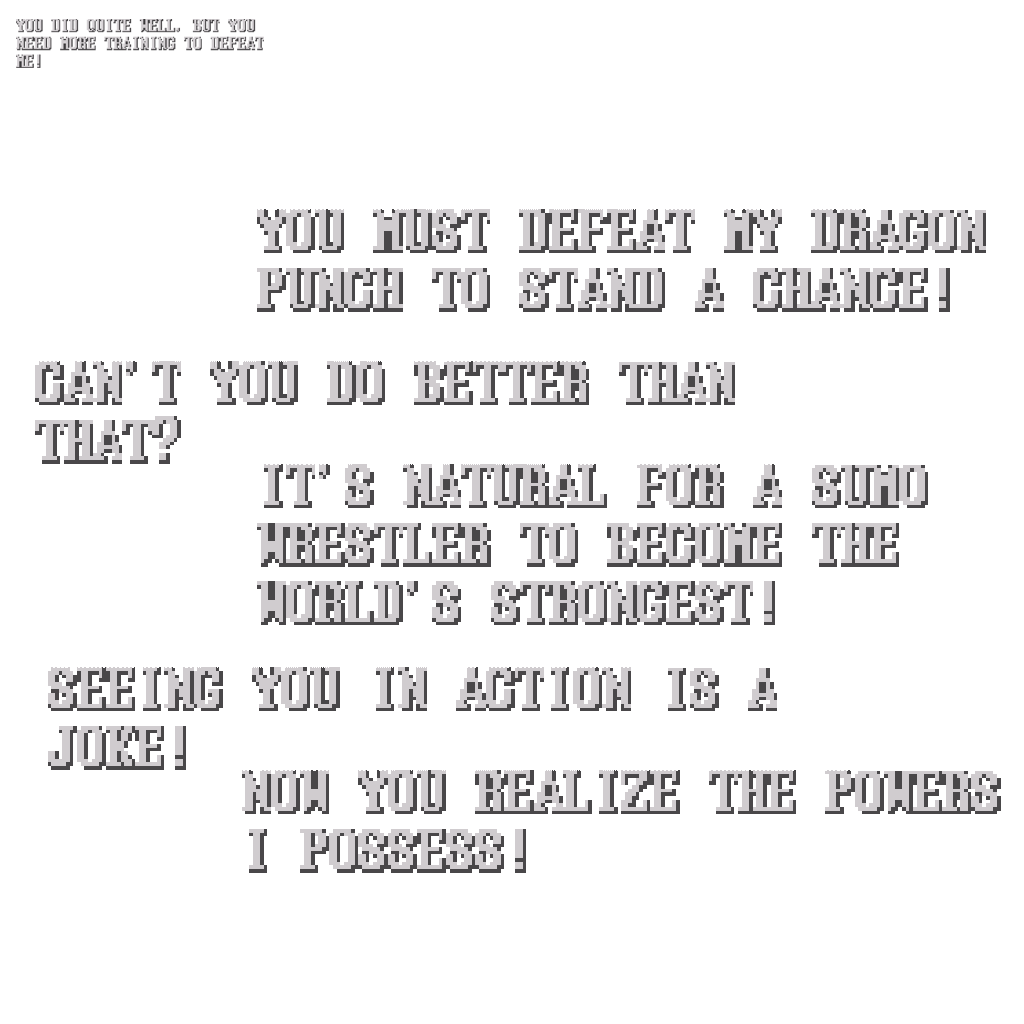 YOU DID QUITE WELL, BUT YOU
NEED MORE TRAINING TO DEFEAT
ME!
YOU MUST DEFEAT MY DRAGON
PUNCH TO STAND A CHANCE!
CAN'T YOU DO BETTER THAN
THAT?
IT'S NATURAL FOR A SUMO
WRESTLER TO BECOME THE
WORLD'S STRONGEST!
SEEING YOU IN ACTION IS A
JOKE!
NOW YOU REALIZE THE POWERS
I POSSESS!